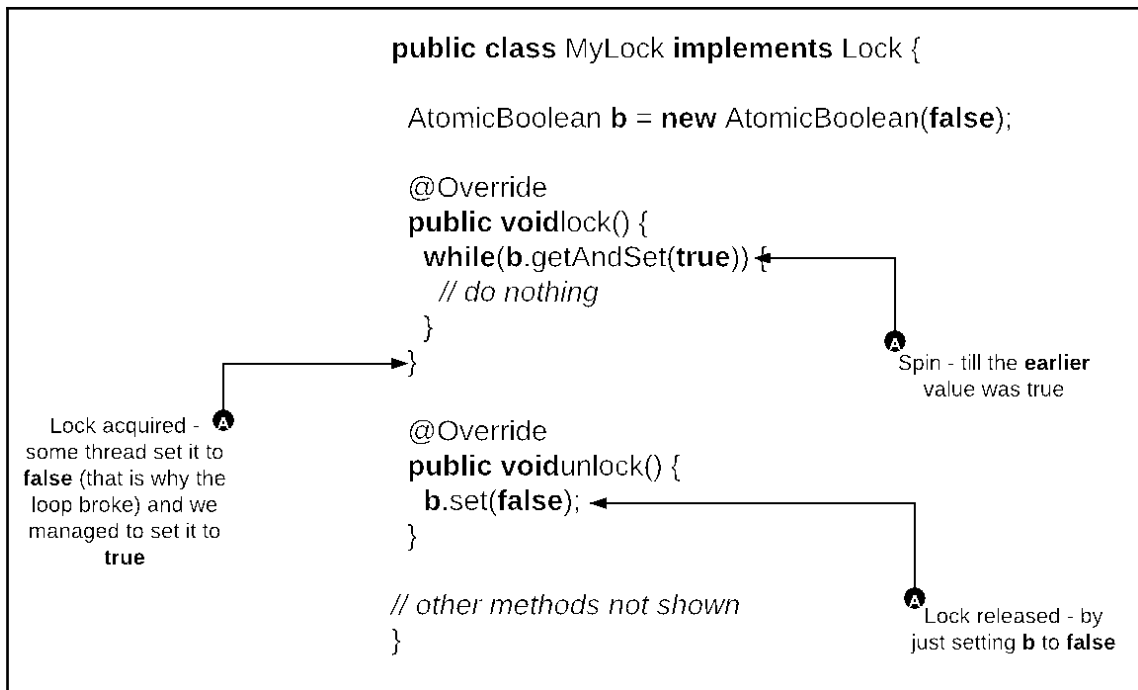 public class MyLock implements Lock {
AtomicBoolean b = new AtomicBoolean(false);
@Override
public voidlock() {
while(b.getAndSet(true)) {
// do nothing
}
}
A
Spin - till the earlier
value was true
A
Lock acquired -
some thread set it to
false (that is why the
loop broke) and we
managed to set it to
true
@Override
public voidunlock() {
b.set(false);
}
A
Lock released - by
just setting b to false
// other methods not shown
}